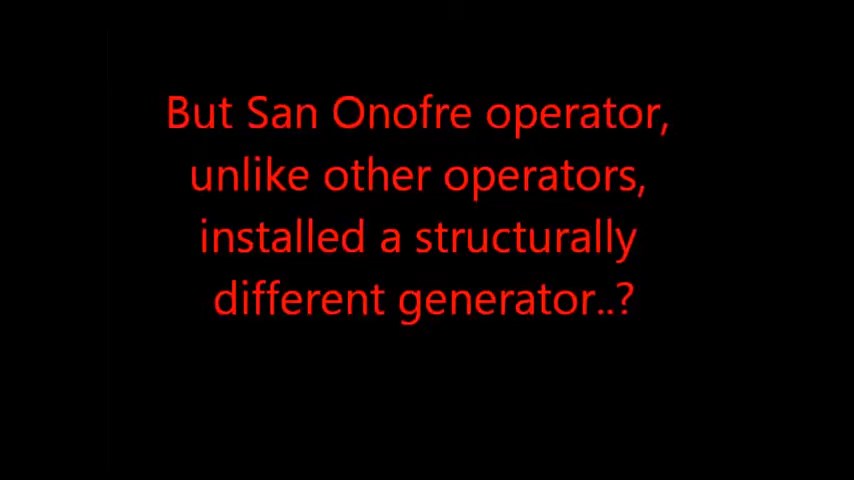 But San Onofre operator,
unlike other operators,
installed a structurally
different generator..?